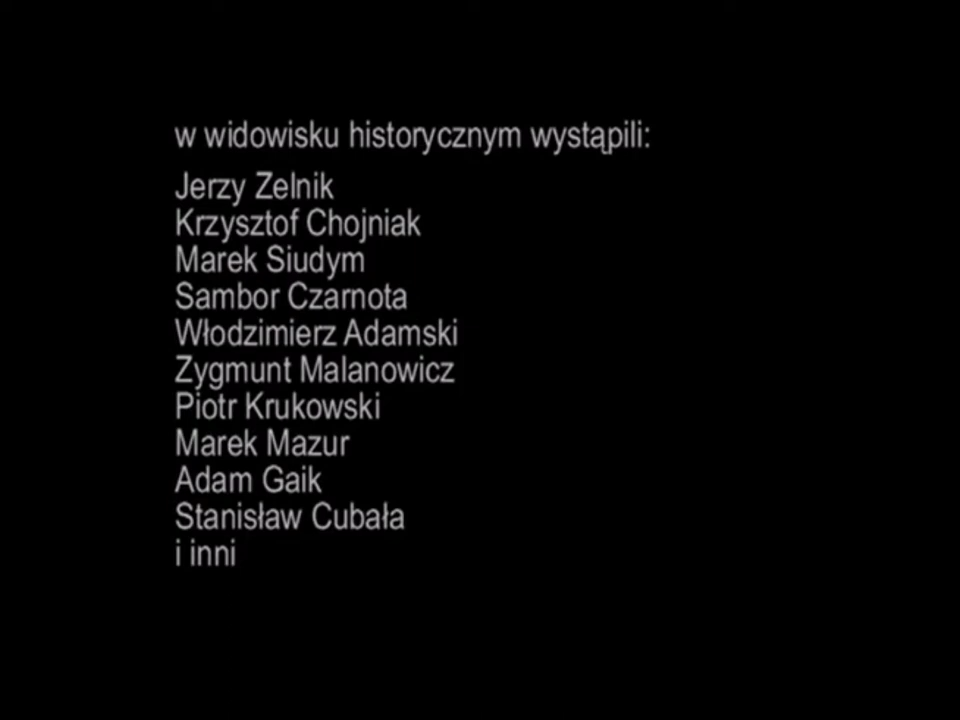 w widowisku historycznym wystąpili:
Jerzy Zelnik
Krzysztof Chojniak
Marek Siudym
Sambor Czarnota
Włodzimierz Adamski
Zygmunt Malanowicz
Piotr Krukowski
Marek Mazur
Adam Gaik
Stanisław Cubała
i inni